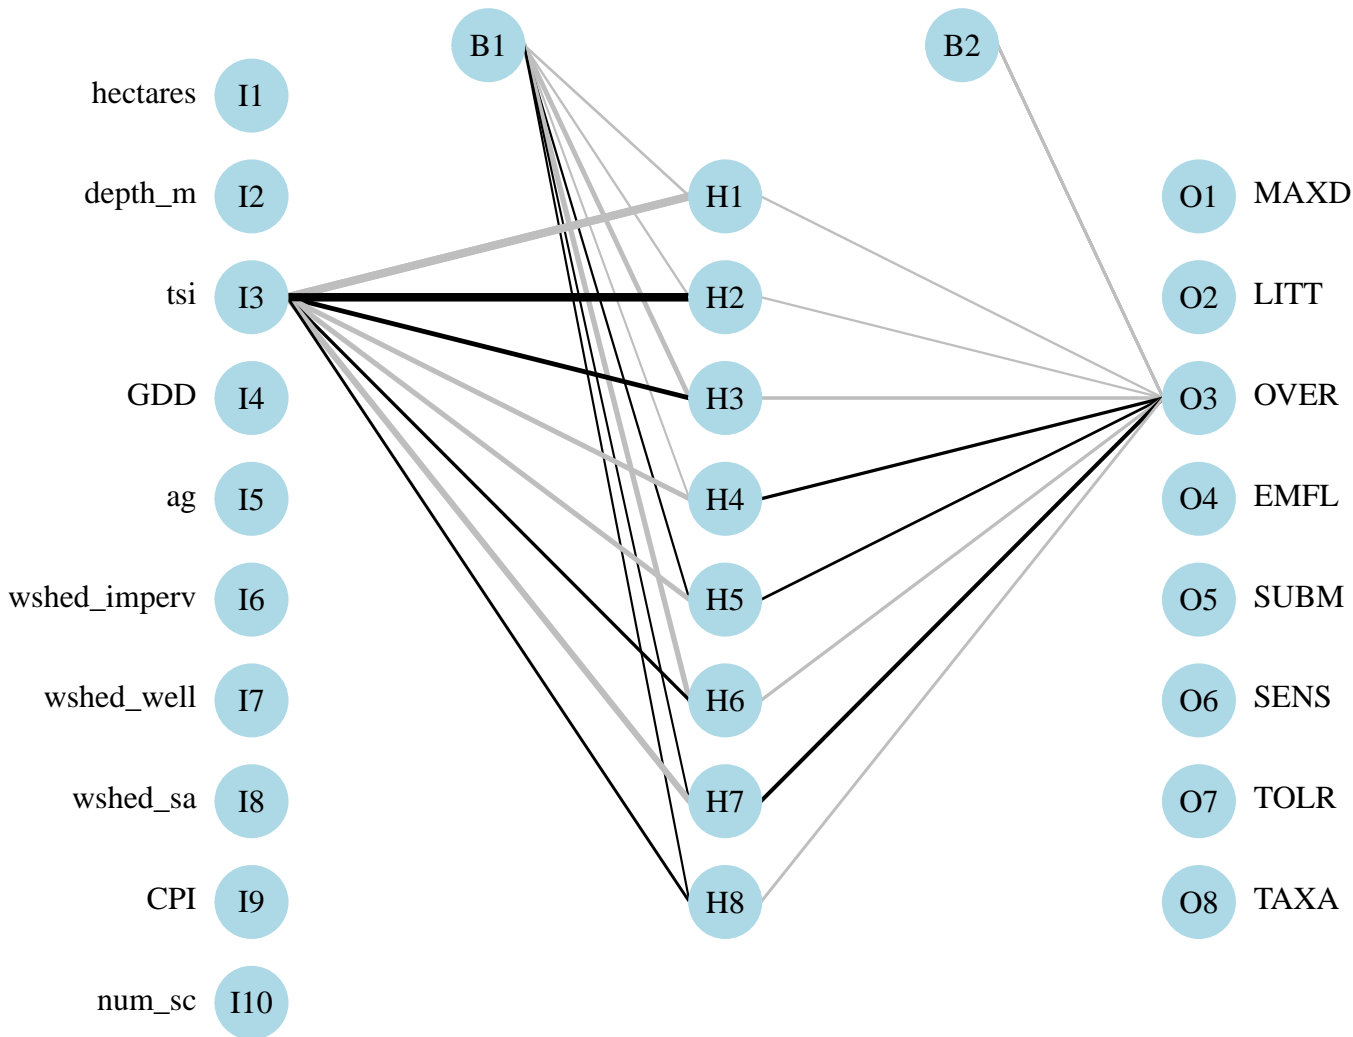 B1 B2
hectares I1
depth_m I2 H1 O1 MAXD
tsi I3 H2 O2 LITT
GDD I4 H3 O3 OVER
ag I5 H4 O4 EMFL
wshed_imperv I6 H5 O5 SUBM
wshed_well I7 H6 O6 SENS
wshed_sa I8 H7 O7 TOLR
CPI I9 H8 O8 TAXA
num_sc I10